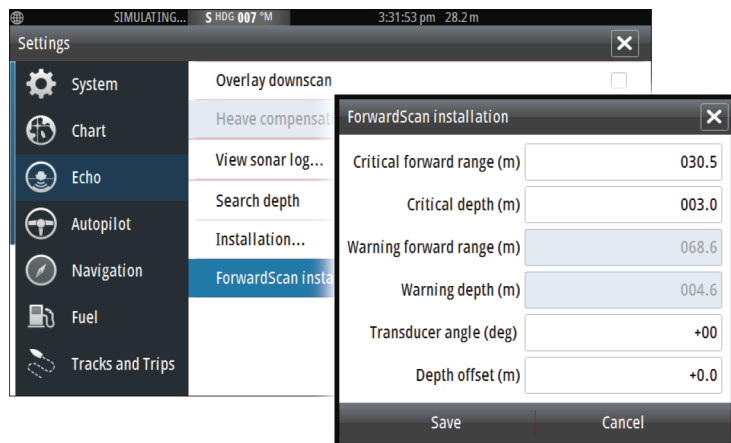 SIMULATING... S HDG 007 °M 3:31:53 pm 28.2 m
Settings
System
Chart
Echo
Autopilot
Navigation
Fuel
Tracks and Trips
Overlay downscan
Heave compensat
View sonar log...
Search depth
Installation...
ForwardScan insta
ForwardScan installation
Critical forward range (m) 030.5
Critical depth (m) 003.0
Warning forward range (m) 068.6
Warning depth (m) 004.6
Transducer angle (deg) +00
Depth offset (m) +0.0
Save Cancel